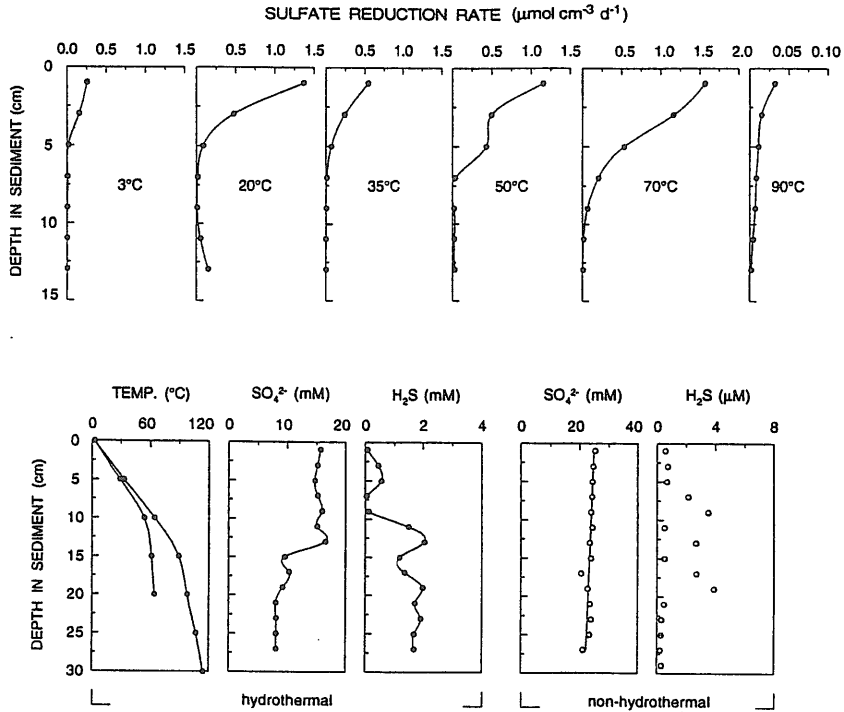 SULFATE REDUCTION RATE (μmol cm⁻³ d⁻¹)
0.0 0.5 1.0 1.5 0.5 1.0 1.5 0.5 1.0 1.5 0.5 1.0 1.5 0.5 1.0 1.5 2.0 0.05 0.10
DEPTH IN SEDIMENT (cm)
0
5
10
15
3°C 20°C 35°C 50°C 70°C 90°C
TEMP. (°C) SO₄²⁻ (mM) H₂S (mM) SO₄²⁻ (mM) H₂S (μM)
0 60 120 0 10 20 0 2 4 0 20 40 0 4 8
DEPTH IN SEDIMENT (cm)
0
5
10
15
20
25
30
hydrothermal non-hydrothermal